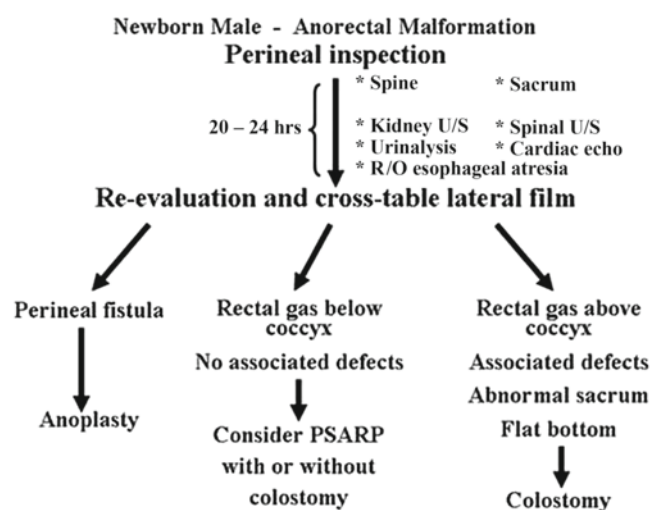 Newborn Male - Anorectal Malformation
Perineal inspection
* Spine * Sacrum
20 – 24 hrs
* Kidney U/S * Spinal U/S
* Urinalysis * Cardiac echo
* R/O esophageal atresia
Re-evaluation and cross-table lateral film
Perineal fistula
Anoplasty
Rectal gas below
coccyx
No associated defects
Consider PSARP
with or without
colostomy
Rectal gas above
coccyx
Associated defects
Abnormal sacrum
Flat bottom
Colostomy